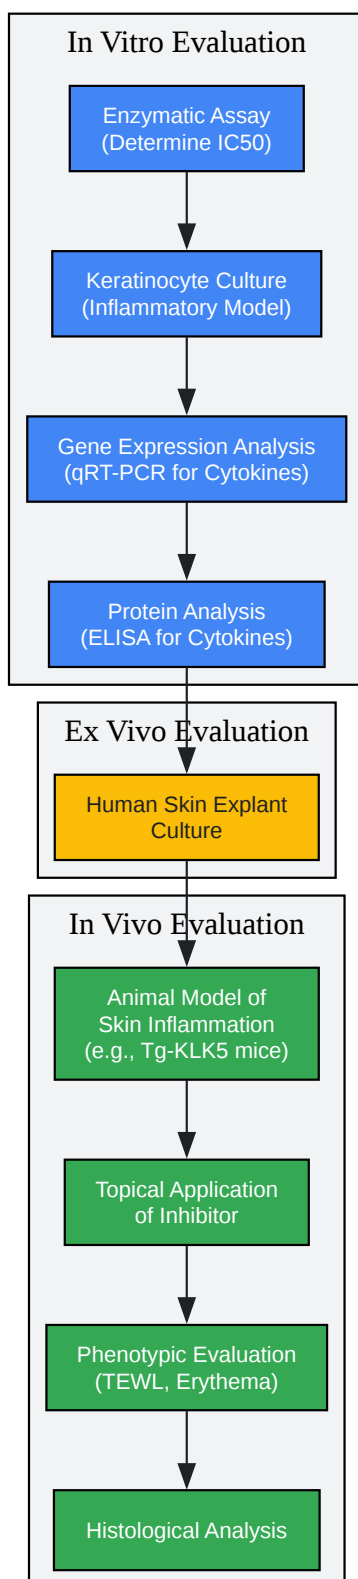 In Vitro Evaluation
Enzymatic Assay
(Determine IC50)
Keratinocyte Culture
(Inflammatory Model)
Gene Expression Analysis
(qRT-PCR for Cytokines)
Protein Analysis
(ELISA for Cytokines)
Ex Vivo Evaluation
Human Skin Explant
Culture
In Vivo Evaluation
Animal Model of
Skin Inflammation
(e.g., Tg-KLK5 mice)
Topical Application
of Inhibitor
Phenotypic Evaluation
(TEWL, Erythema)
Histological Analysis